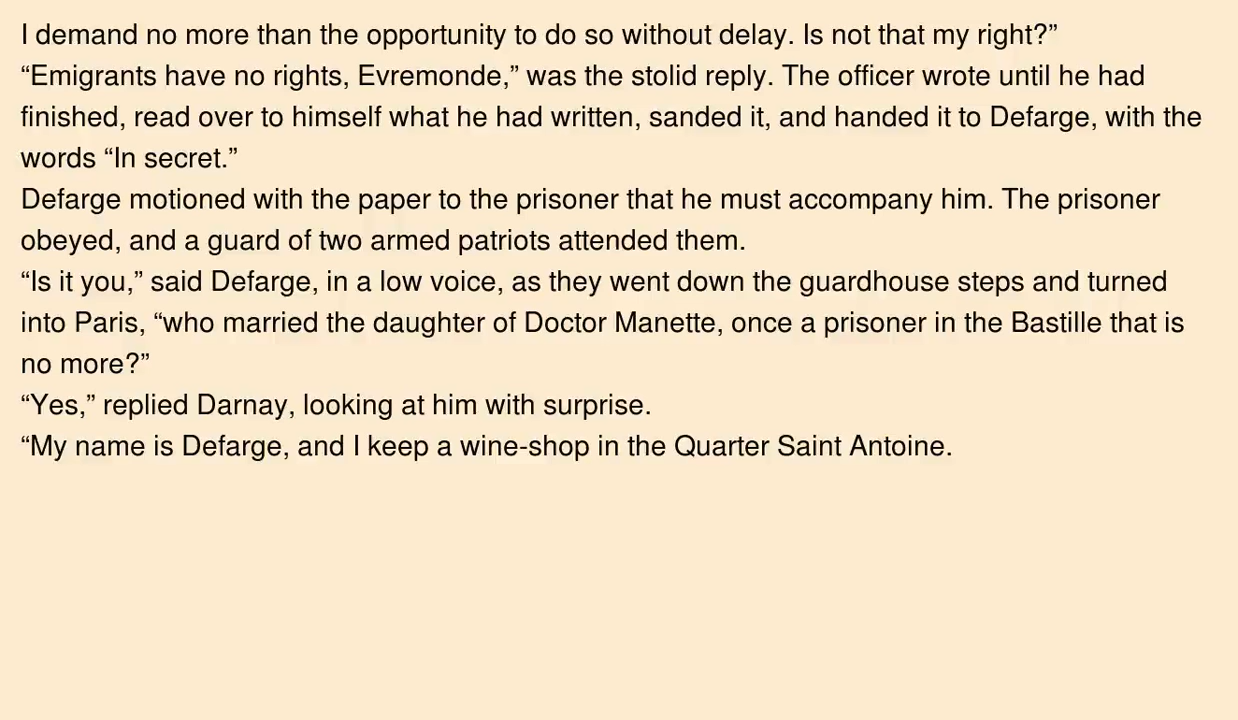 I demand no more than the opportunity to do so without delay. Is not that my right?”
“Emigrants have no rights, Evremonde,” was the stolid reply. The officer wrote until he had
finished, read over to himself what he had written, sanded it, and handed it to Defarge, with the
words “In secret.”
Defarge motioned with the paper to the prisoner that he must accompany him. The prisoner
obeyed, and a guard of two armed patriots attended them.
“Is it you,” said Defarge, in a low voice, as they went down the guardhouse steps and turned
into Paris, “who married the daughter of Doctor Manette, once a prisoner in the Bastille that is
no more?”
“Yes,” replied Darnay, looking at him with surprise.
“My name is Defarge, and I keep a wine-shop in the Quarter Saint Antoine.